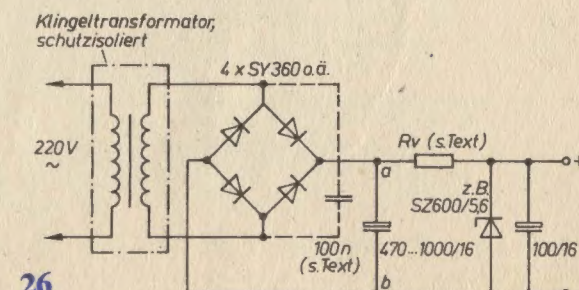 Klingeltransformator,
schutzisoliert
4 x SY360 o.ä.
220V
~
Rv (s.Text)
a
z.B.
SZ600/5,6
+
100n
(s.Text)
470...1000/16
100/16
b
26